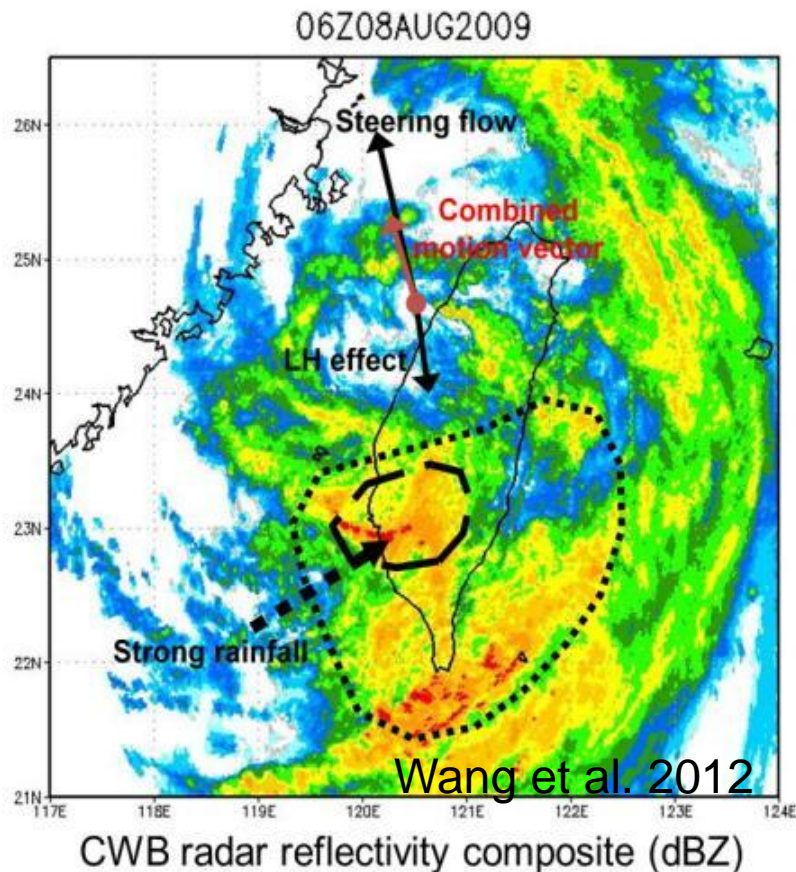 06Z08AUG2009
26N
Steering flow
Combined
motion vector
25N
LH effect
24N
23N
Strong rainfall
22N
Wang et al. 2012
21N
117E 118E 119E 120E 121E 122E 123E 124E
CWB radar reflectivity composite (dBZ)